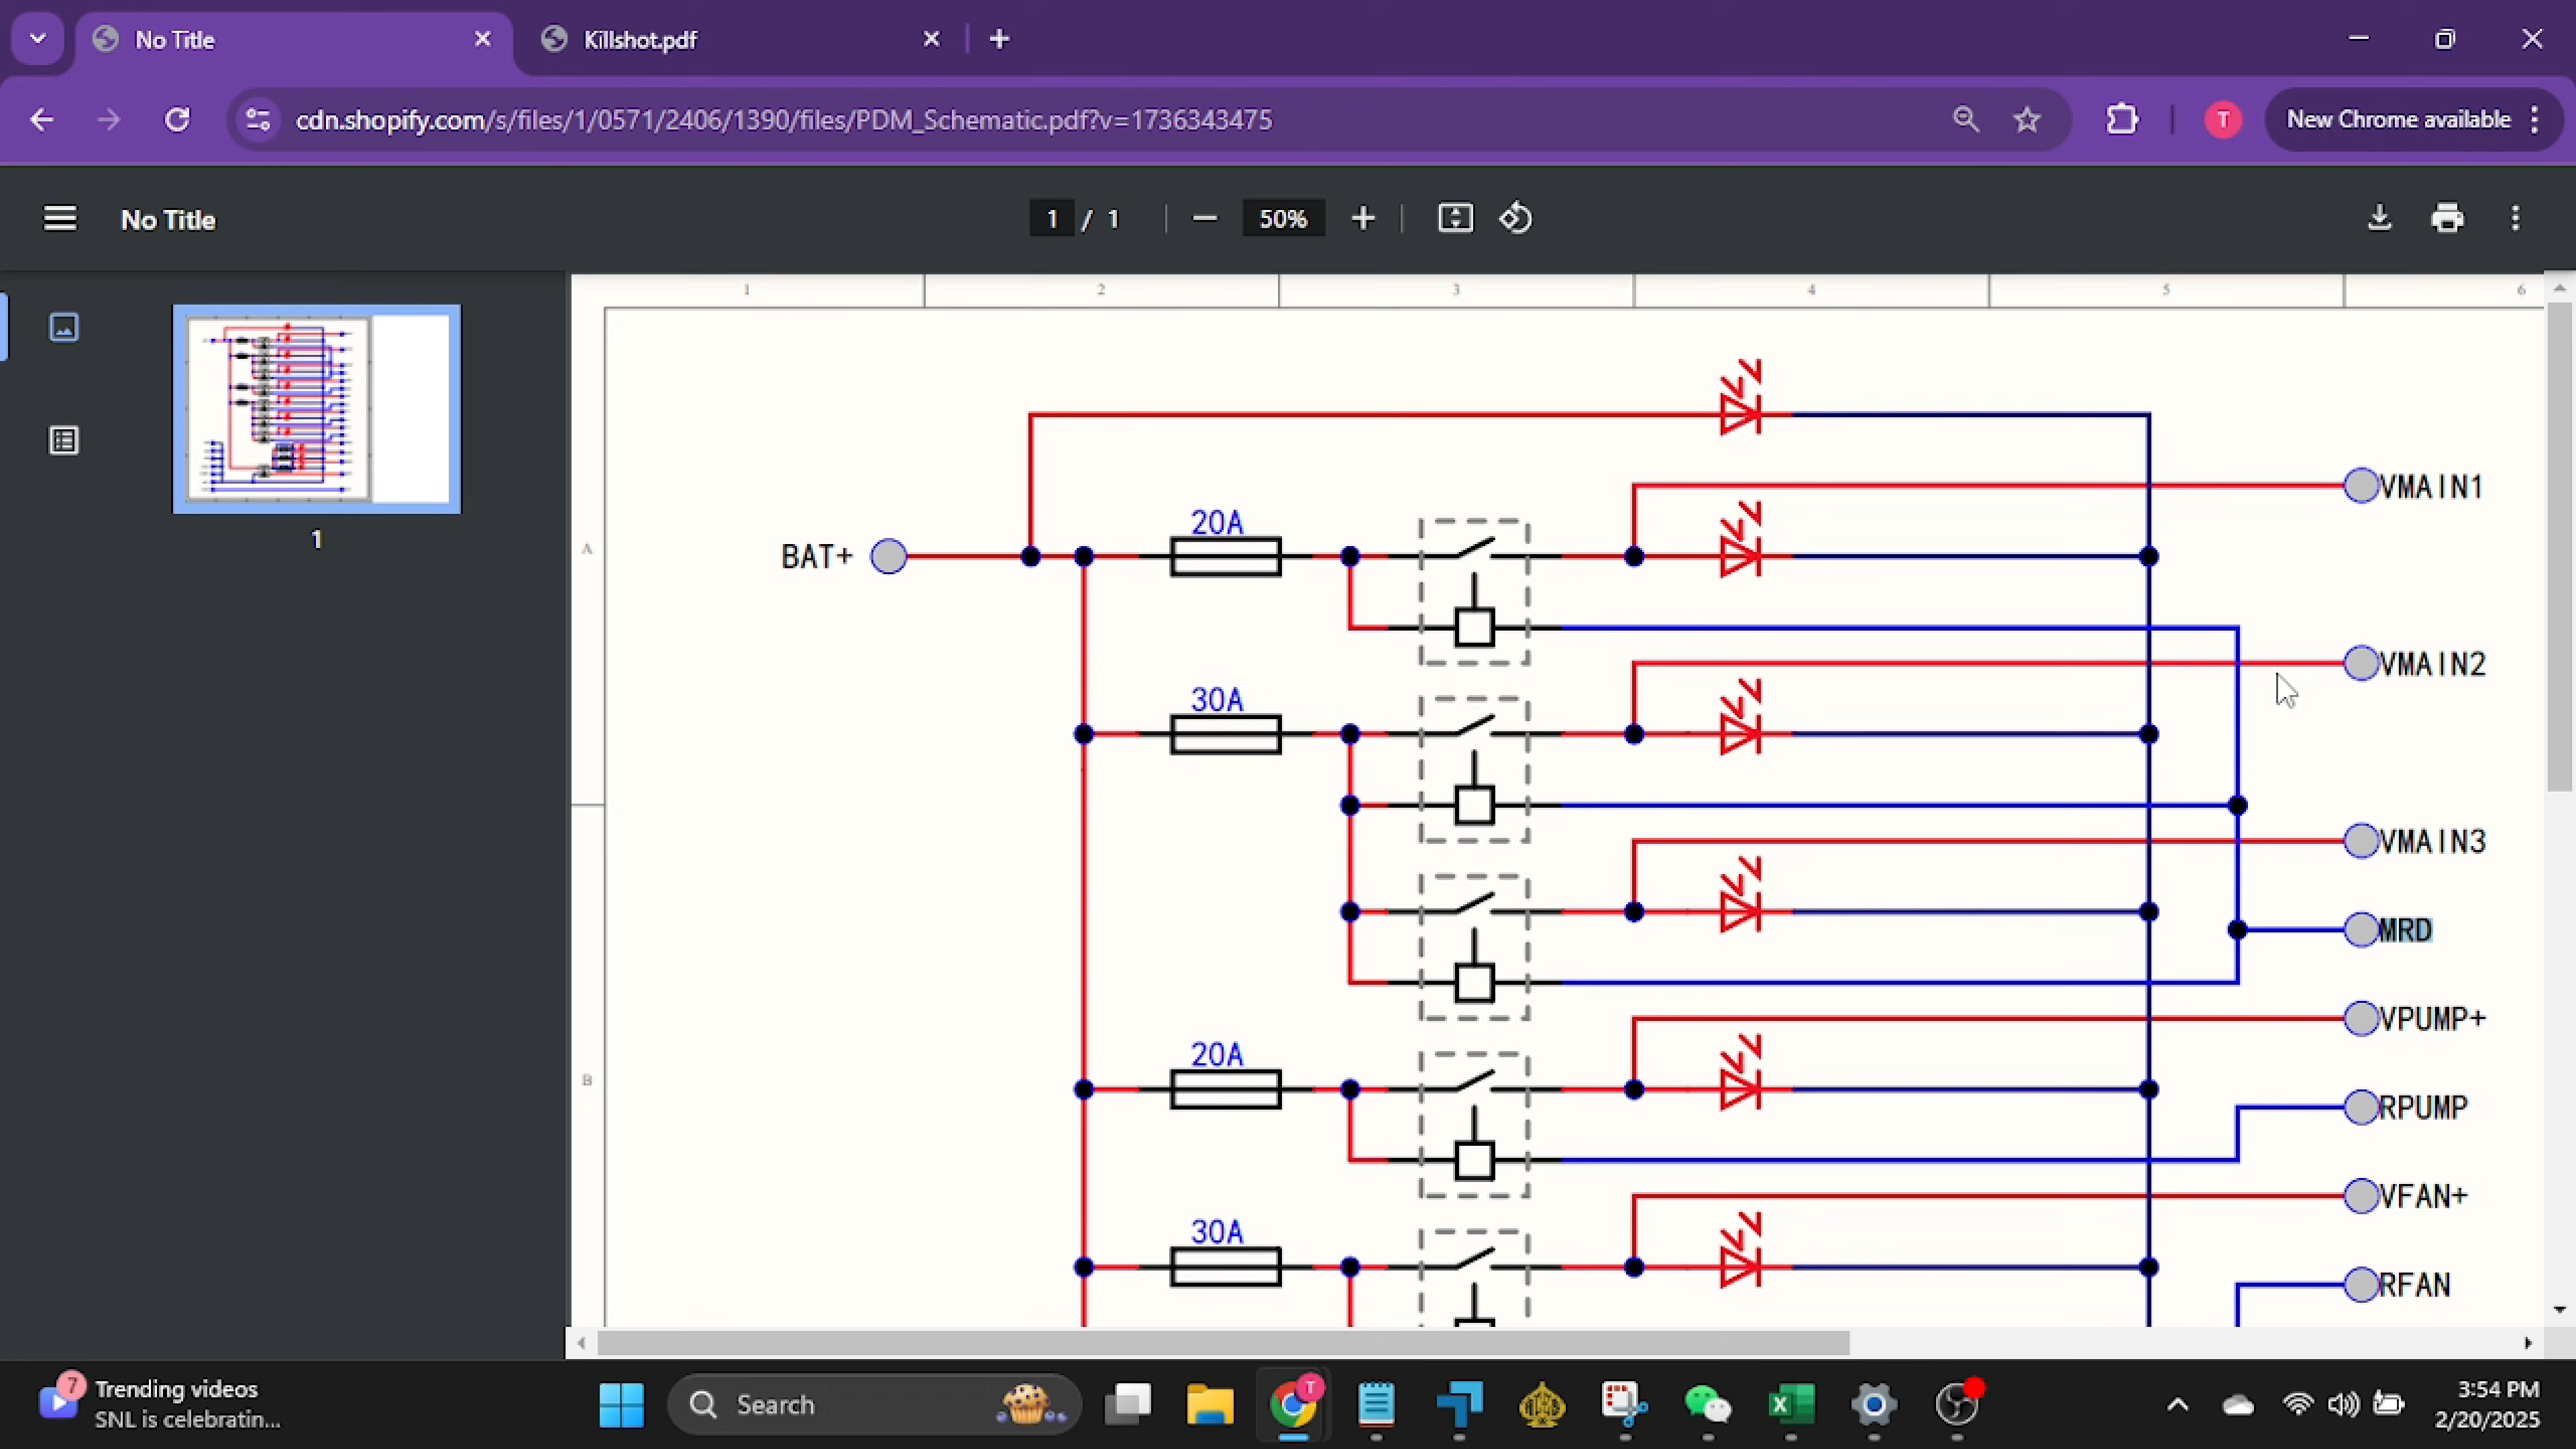 No Title
Killshot.pdf
cdn.shopify.com/s/files/1/0571/2406/1390/files/PDM_Schematic.pdf?v=1736343475
T
New Chrome available
No Title
1 / 1
50%
1
1 2 3 4 5 6
A
B
BAT+
20A
30A
20A
30A
VMAIN1
VMAIN2
VMAIN3
MRD
VPUMP+
RPUMP
VFAN+
RFAN
7
Trending videos
SNL is celebratin...
Search
T
3:54 PM
2/20/2025